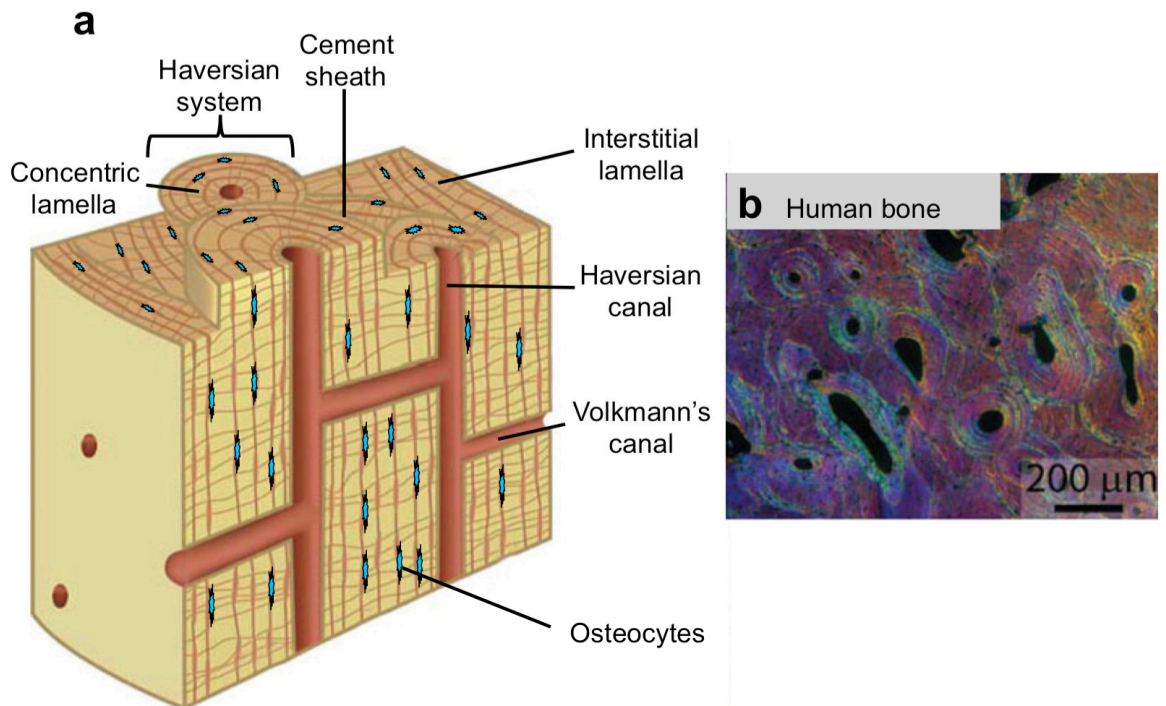 a
Cement
sheath
Haversian
system
Interstitial
lamella
Concentric
lamella
b Human bone
Haversian
canal
Volkmann's
canal
200 μm
Osteocytes